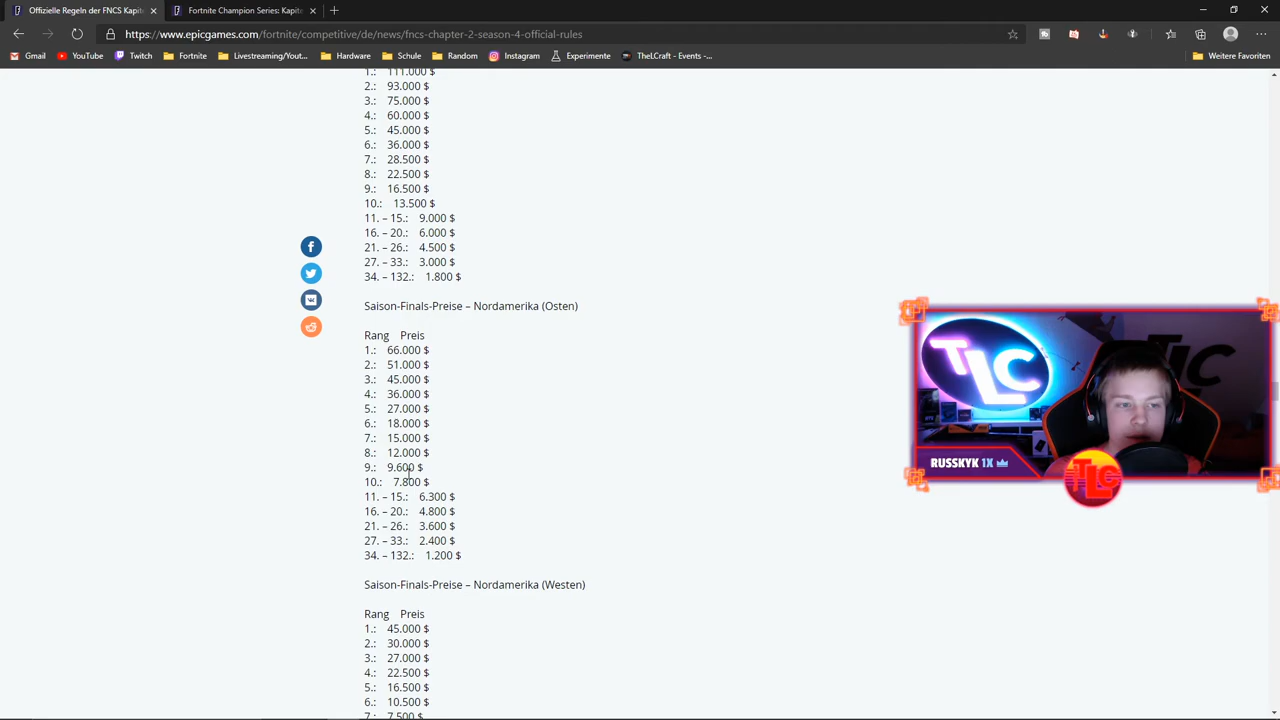 Offizielle Regeln der FNCS Kapite
Fortnite Champion Series: Kapite
https://www.epicgames.com/fortnite/competitive/de/news/fncs-chapter-2-season-4-official-rules
Gmail
YouTube
Twitch
Fortnite
Livestreaming/Yout...
Hardware
Schule
Random
Instagram
Experimente
TheLCraft - Events -...
Weitere Favoriten
1.: 111.000 $
2.: 93.000 $
3.: 75.000 $
4.: 60.000 $
5.: 45.000 $
6.: 36.000 $
7.: 28.500 $
8.: 22.500 $
9.: 16.500 $
10.: 13.500 $
11. – 15.: 9.000 $
16. – 20.: 6.000 $
21. – 26.: 4.500 $
27. – 33.: 3.000 $
34. – 132.: 1.800 $
Saison-Finals-Preise – Nordamerika (Osten)
Rang Preis
1.: 66.000 $
2.: 51.000 $
3.: 45.000 $
4.: 36.000 $
5.: 27.000 $
6.: 18.000 $
7.: 15.000 $
8.: 12.000 $
9.: 9.600 $
10.: 7.800 $
11. – 15.: 6.300 $
16. – 20.: 4.800 $
21. – 26.: 3.600 $
27. – 33.: 2.400 $
34. – 132.: 1.200 $
Saison-Finals-Preise – Nordamerika (Westen)
Rang Preis
1.: 45.000 $
2.: 30.000 $
3.: 27.000 $
4.: 22.500 $
5.: 16.500 $
6.: 10.500 $
7.: 7.500 $
TLC
RUSSKYK 1X
TLC